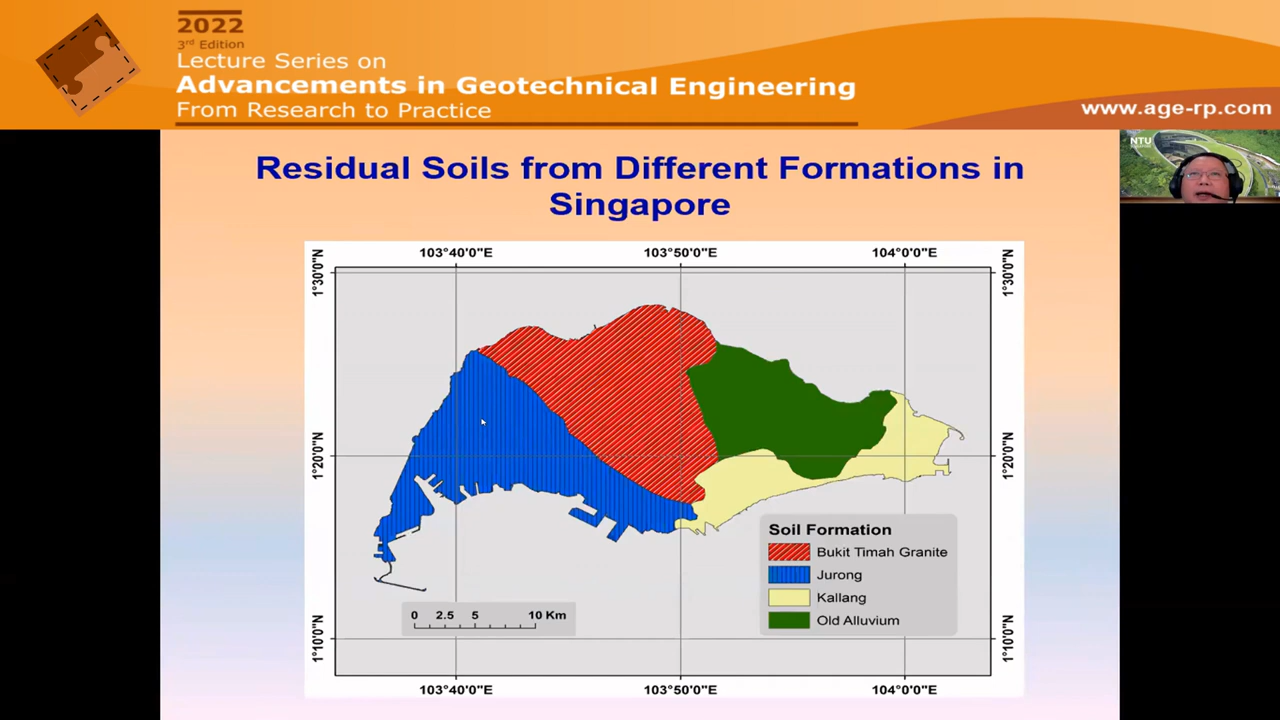 2022
3rd Edition
Lecture Series on
Advancements in Geotechnical Engineering
From Research to Practice
www.age-rp.com
NTU
Residual Soils from Different Formations in
Singapore
103°40'0"E 103°50'0"E 104°0'0"E
1°30'0"N 1°30'0"N
1°20'0"N 1°20'0"N
Soil Formation
Bukit Timah Granite
Jurong
Kallang
Old Alluvium
0 2.5 5 10 Km
1°10'0"N 1°10'0"N
103°40'0"E 103°50'0"E 104°0'0"E